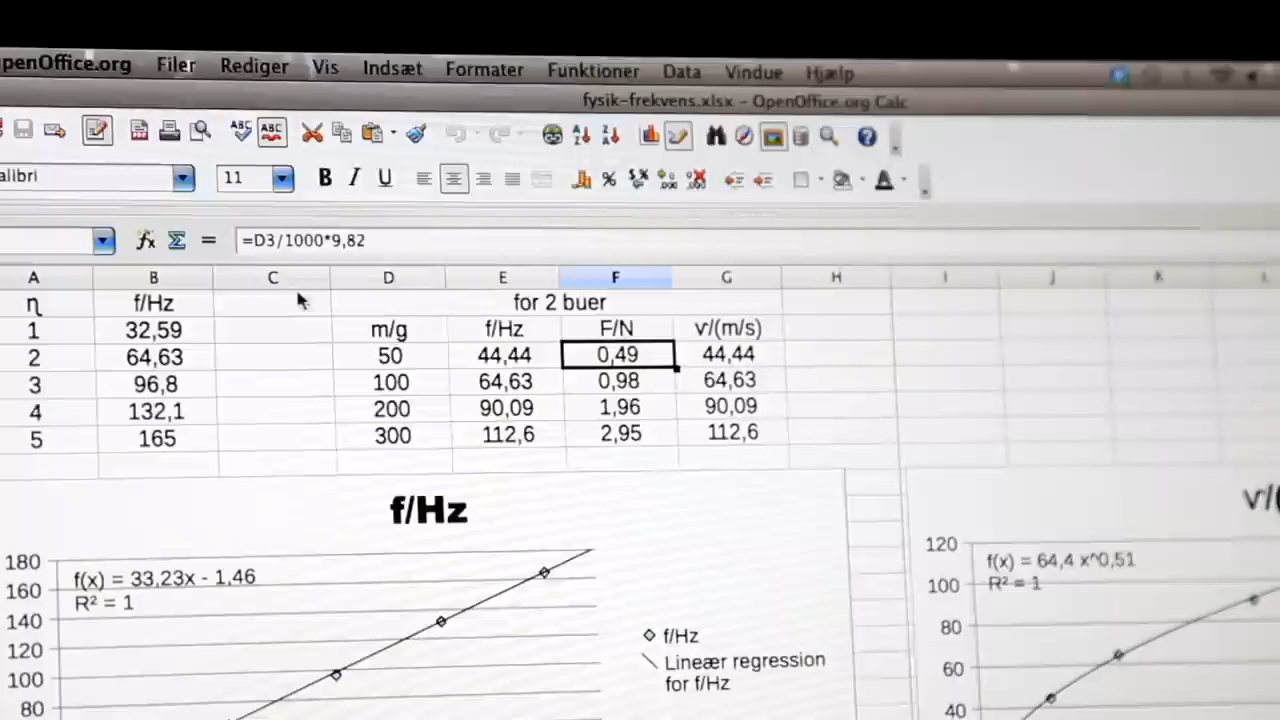 penOffice.org Filer Rediger Vis Indsæt Formater Funktioner Data Vindue Hjælp
fysik-frekvens.xlsx - OpenOffice.org Calc
alibri 11 B I U
=D3/1000*9,82
A B C D E F G H I J K
η f/Hz for 2 buer
1 32,59 m/g f/Hz F/N v/(m/s)
2 64,63 50 44,44 0,49 44,44
3 96,8 100 64,63 0,98 64,63
4 132,1 200 90,09 1,96 90,09
5 165 300 112,6 2,95 112,6
f/Hz
f(x) = 33,23x - 1,46
R² = 1
180
160
140
120
100
80
f/Hz
Lineær regression
for f/Hz
v/(
f(x) = 64,4 x^0,51
R² = 1
120
100
80
60
40